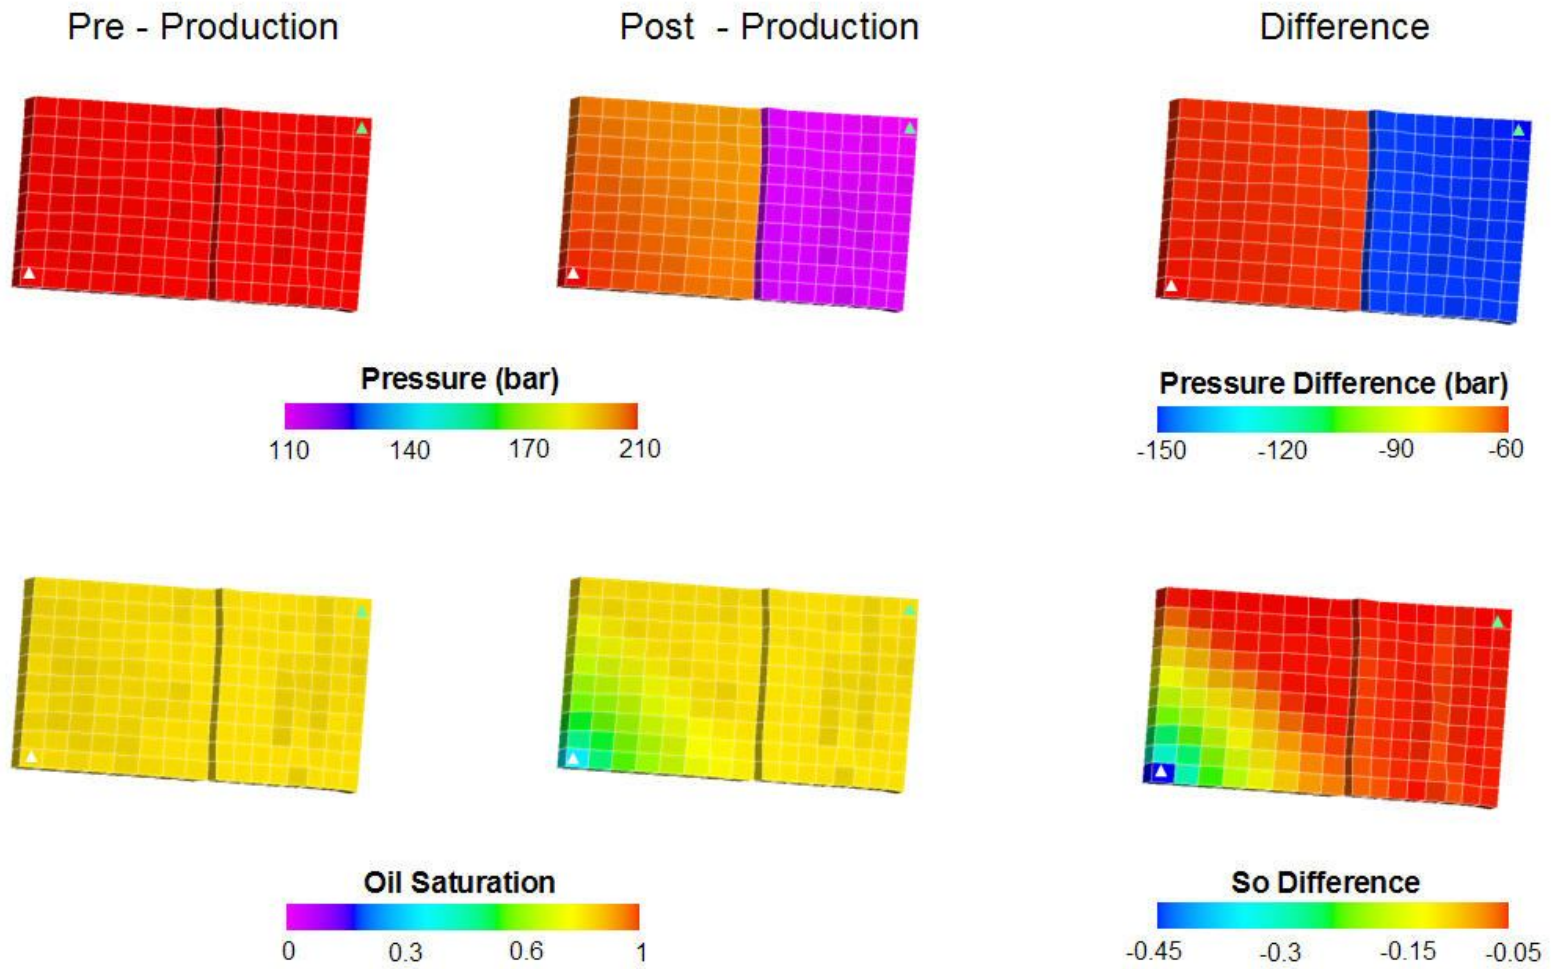 Pre - Production Post - Production Difference
Pressure (bar) Pressure Difference (bar)
110 140 170 210 -150 -120 -90 -60
Oil Saturation So Difference
0 0.3 0.6 1 -0.45 -0.3 -0.15 -0.05